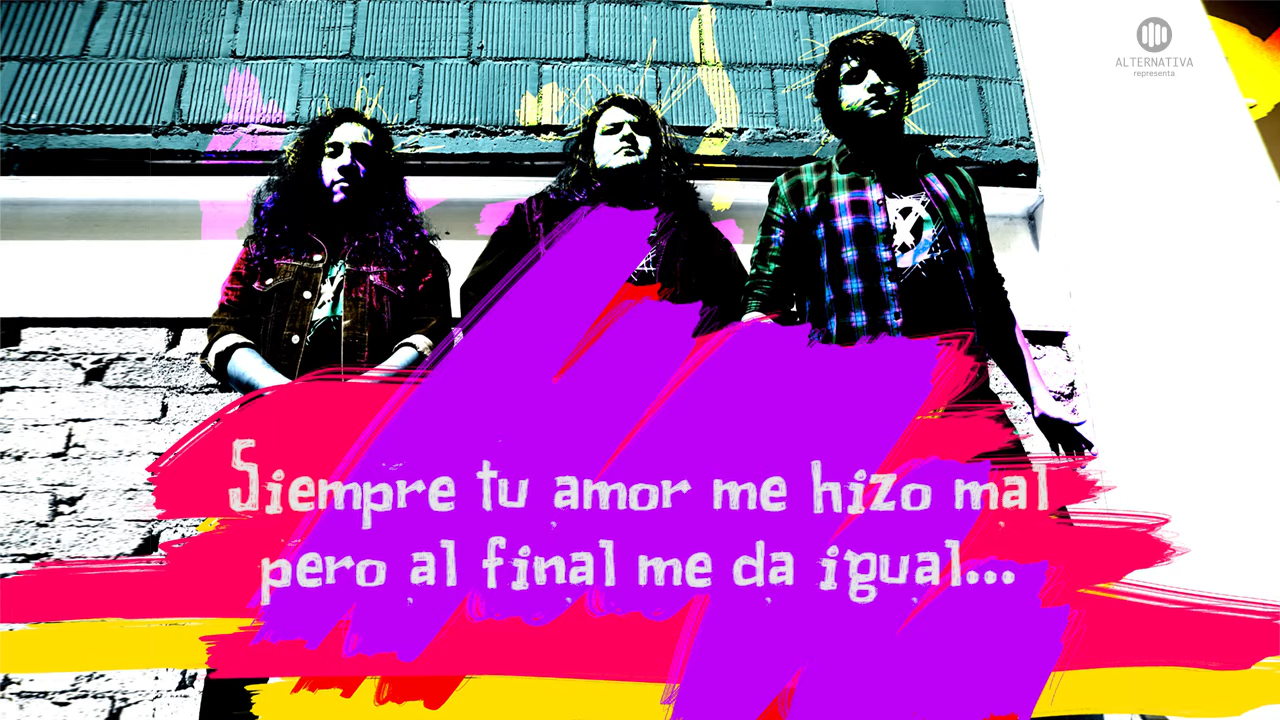 ALTERNATIVA
representa
Siempre tu amor me hizo mal
pero al final me da igual...